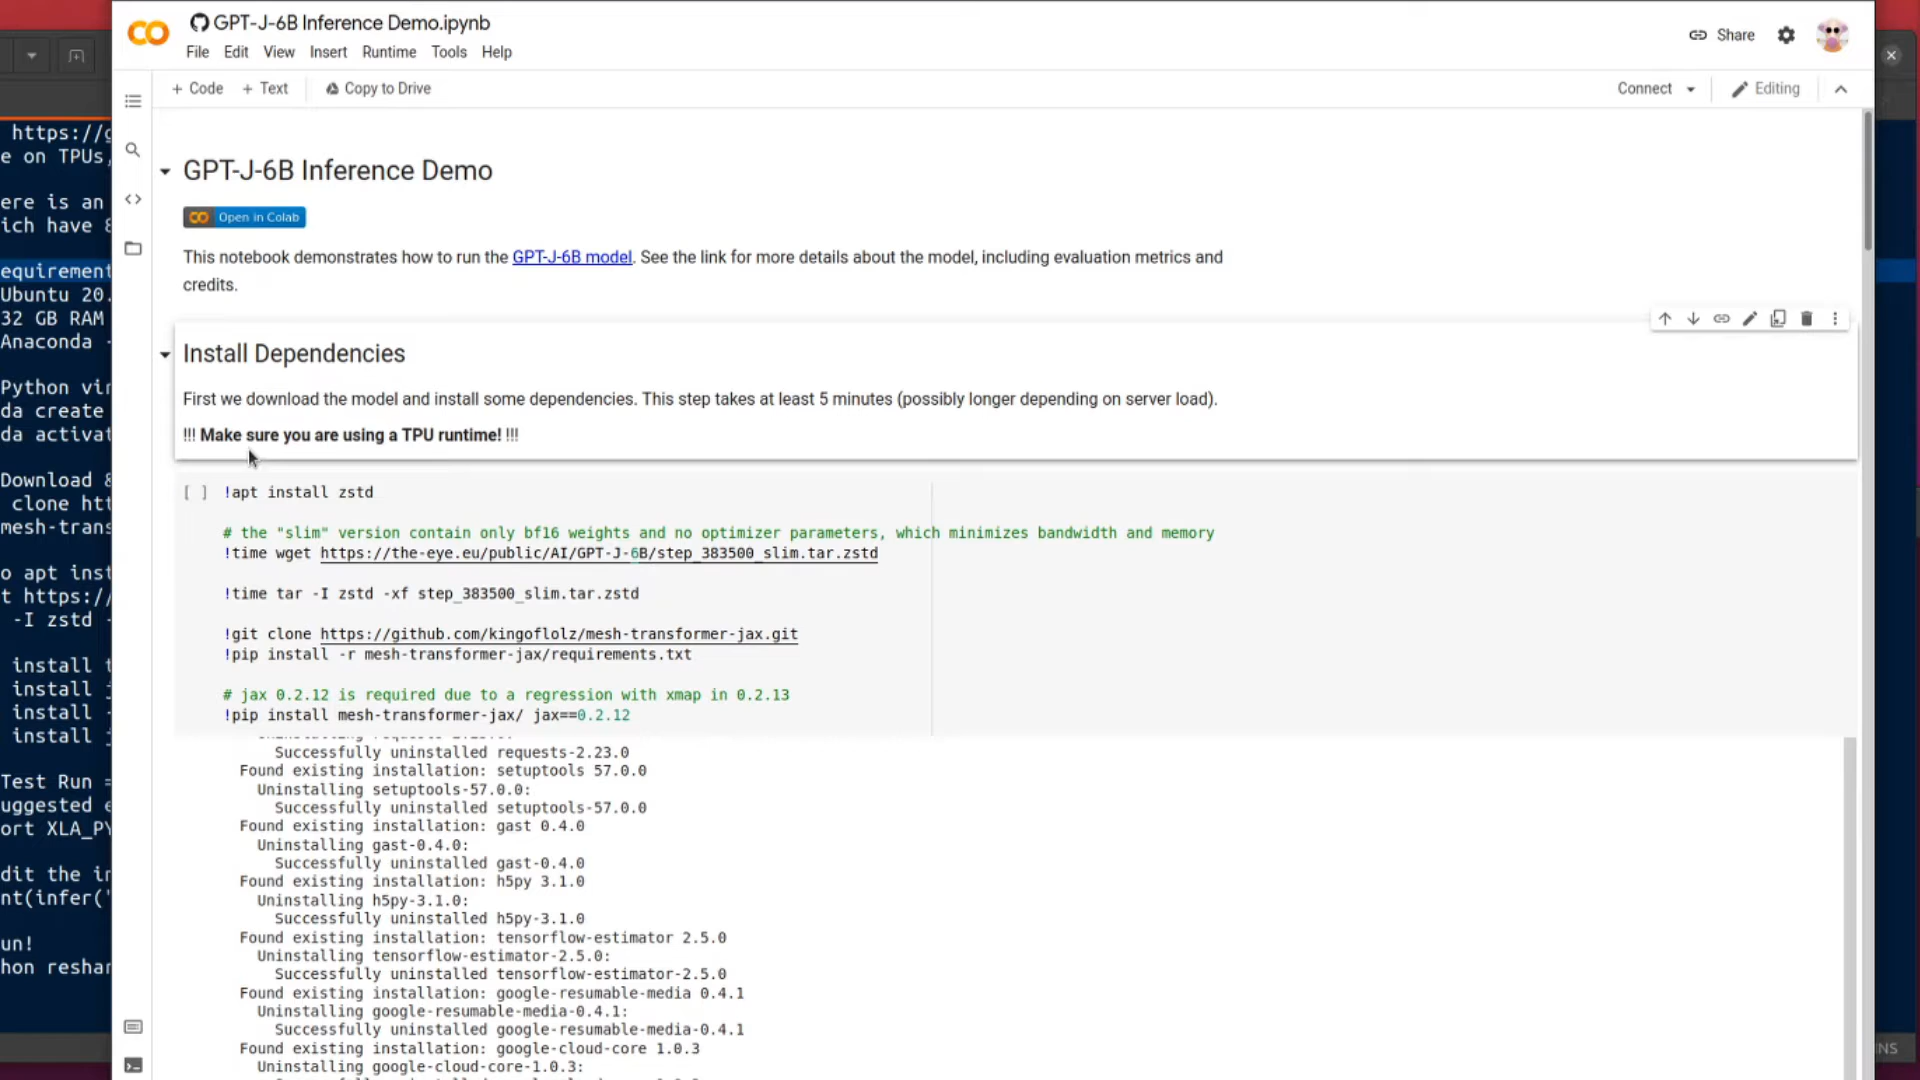 GPT-J-6B Inference Demo.ipynb
File Edit View Insert Runtime Tools Help
Share
+ Code + Text Copy to Drive
Connect Editing
GPT-J-6B Inference Demo
Open in Colab
This notebook demonstrates how to run the GPT-J-6B model. See the link for more details about the model, including evaluation metrics and
credits.
Install Dependencies
First we download the model and install some dependencies. This step takes at least 5 minutes (possibly longer depending on server load).
!!! Make sure you are using a TPU runtime! !!!
[ ] !apt install zstd
# the "slim" version contain only bf16 weights and no optimizer parameters, which minimizes bandwidth and memory
!time wget https://the-eye.eu/public/AI/GPT-J-6B/step_383500_slim.tar.zstd
!time tar -I zstd -xf step_383500_slim.tar.zstd
!git clone https://github.com/kingoflolz/mesh-transformer-jax.git
!pip install -r mesh-transformer-jax/requirements.txt
# jax 0.2.12 is required due to a regression with xmap in 0.2.13
!pip install mesh-transformer-jax/ jax==0.2.12
Successfully uninstalled requests-2.23.0
Found existing installation: setuptools 57.0.0
Uninstalling setuptools-57.0.0:
Successfully uninstalled setuptools-57.0.0
Found existing installation: gast 0.4.0
Uninstalling gast-0.4.0:
Successfully uninstalled gast-0.4.0
Found existing installation: h5py 3.1.0
Uninstalling h5py-3.1.0:
Successfully uninstalled h5py-3.1.0
Found existing installation: tensorflow-estimator 2.5.0
Uninstalling tensorflow-estimator-2.5.0:
Successfully uninstalled tensorflow-estimator-2.5.0
Found existing installation: google-resumable-media 0.4.1
Uninstalling google-resumable-media-0.4.1:
Successfully uninstalled google-resumable-media-0.4.1
Found existing installation: google-cloud-core 1.0.3
Uninstalling google-cloud-core-1.0.3:
https://g
e on TPUs,
ere is an
ich have 8
equirement
Ubuntu 20.
32 GB RAM
Anaconda -
Python vir
da create
da activat
Download &
clone htt
mesh-trans
o apt inst
t https://
-I zstd -
install t
install j
install -
install j
Test Run =
uggested e
ort XLA_PY
dit the in
nt(infer('
un!
hon reshar
NS